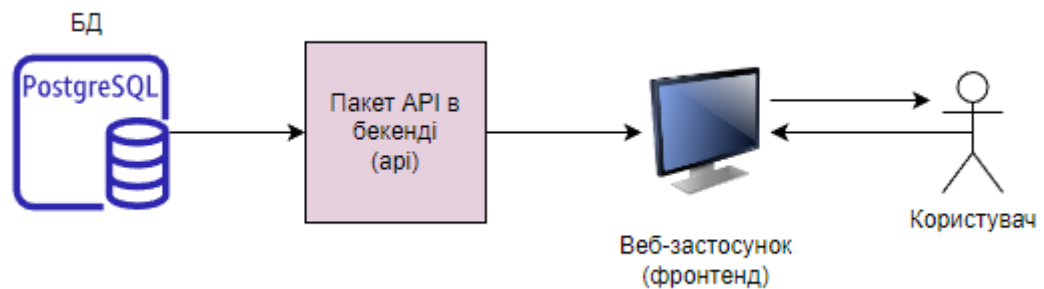 БД
PostgreSQL
Пакет API в
бекенді
(api)
Веб-застосунок
(фронтенд)
Користувач